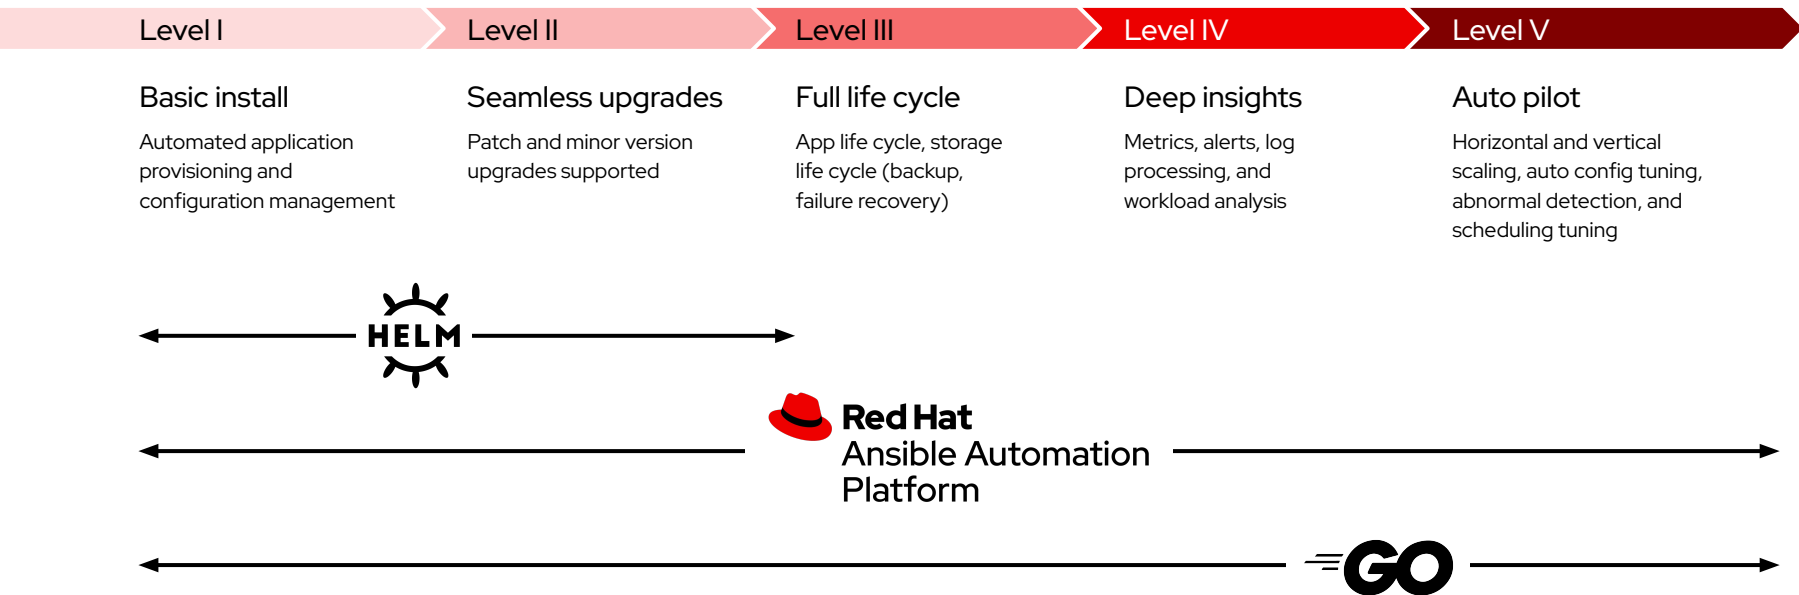 Level I
Level II
Level III
Level IV
Level V
Basic install
Automated application
provisioning and
configuration management
Seamless upgrades
Patch and minor version
upgrades supported
Full life cycle
App life cycle, storage
life cycle (backup,
failure recovery)
Deep insights
Metrics, alerts, log
processing, and
workload analysis
Auto pilot
Horizontal and vertical
scaling, auto config tuning,
abnormal detection, and
scheduling tuning
HELM
Red Hat
Ansible Automation
Platform
GO